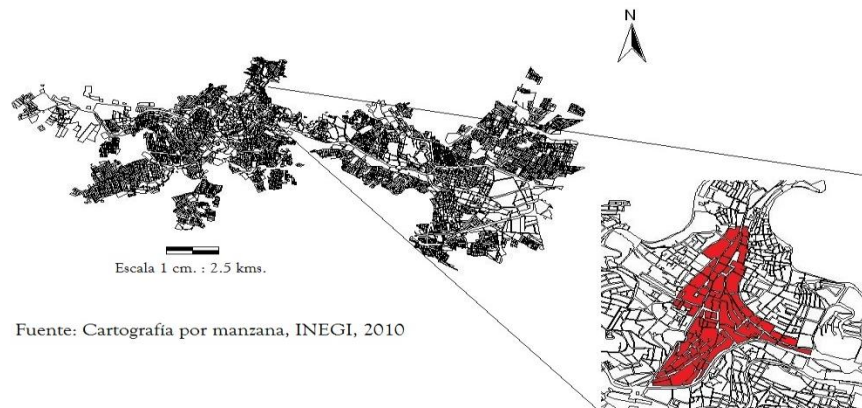 N
Escala 1 cm. : 2.5 kms.
Fuente: Cartografía por manzana, INEGI, 2010